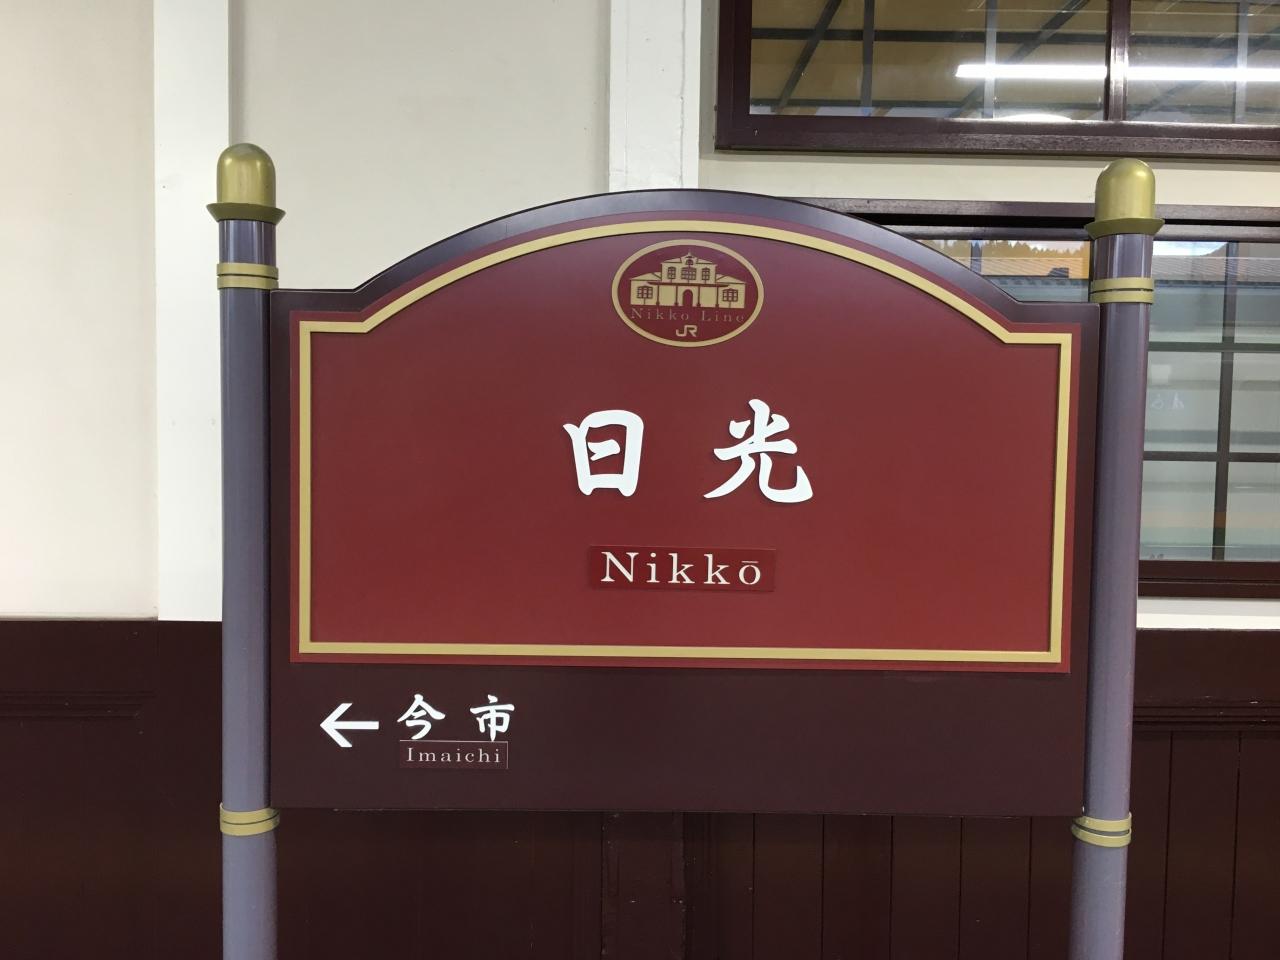 Nikko Line
JR
日光
Nikkō
← 今市
Imaichi